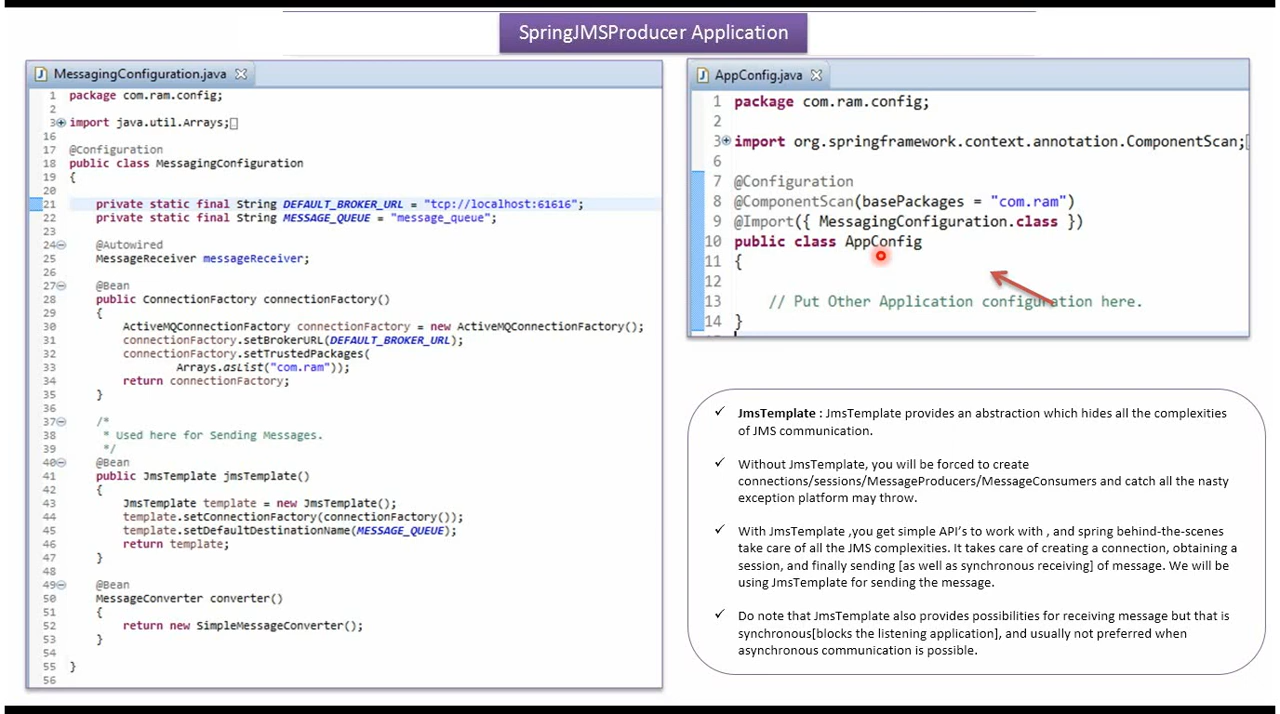 SpringJMSProducer Application
MessagingConfiguration.java
1 package com.ram.config;
2
3 import java.util.Arrays;
16
17 @Configuration
18 public class MessagingConfiguration
19 {
20
21 private static final String DEFAULT_BROKER_URL = "tcp://localhost:61616";
22 private static final String MESSAGE_QUEUE = "message_queue";
23
24 @Autowired
25 MessageReceiver messageReceiver;
26
27 @Bean
28 public ConnectionFactory connectionFactory()
29 {
30 ActiveMQConnectionFactory connectionFactory = new ActiveMQConnectionFactory();
31 connectionFactory.setBrokerURL(DEFAULT_BROKER_URL);
32 connectionFactory.setTrustedPackages(
33 Arrays.asList("com.ram"));
34 return connectionFactory;
35 }
36
37 /*
38 * Used here for Sending Messages.
39 */
40 @Bean
41 public JmsTemplate jmsTemplate()
42 {
43 JmsTemplate template = new JmsTemplate();
44 template.setConnectionFactory(connectionFactory());
45 template.setDefaultDestinationName(MESSAGE_QUEUE);
46 return template;
47 }
48
49 @Bean
50 MessageConverter converter()
51 {
52 return new SimpleMessageConverter();
53 }
54
55 }
56
AppConfig.java
1 package com.ram.config;
2
3 import org.springframework.context.annotation.ComponentScan;
6
7 @Configuration
8 @ComponentScan(basePackages = "com.ram")
9 @Import({ MessagingConfiguration.class })
10 public class AppConfig
11 {
12
13 // Put Other Application configuration here.
14 }
✓ JmsTemplate : JmsTemplate provides an abstraction which hides all the complexities
of JMS communication.
✓ Without JmsTemplate, you will be forced to create
connections/sessions/MessageProducers/MessageConsumers and catch all the nasty
exception platform may throw.
✓ With JmsTemplate ,you get simple API's to work with , and spring behind-the-scenes
take care of all the JMS complexities. It takes care of creating a connection, obtaining a
session, and finally sending [as well as synchronous receiving] of message. We will be
using JmsTemplate for sending the message.
✓ Do note that JmsTemplate also provides possibilities for receiving message but that is
synchronous[blocks the listening application], and usually not preferred when
asynchronous communication is possible.